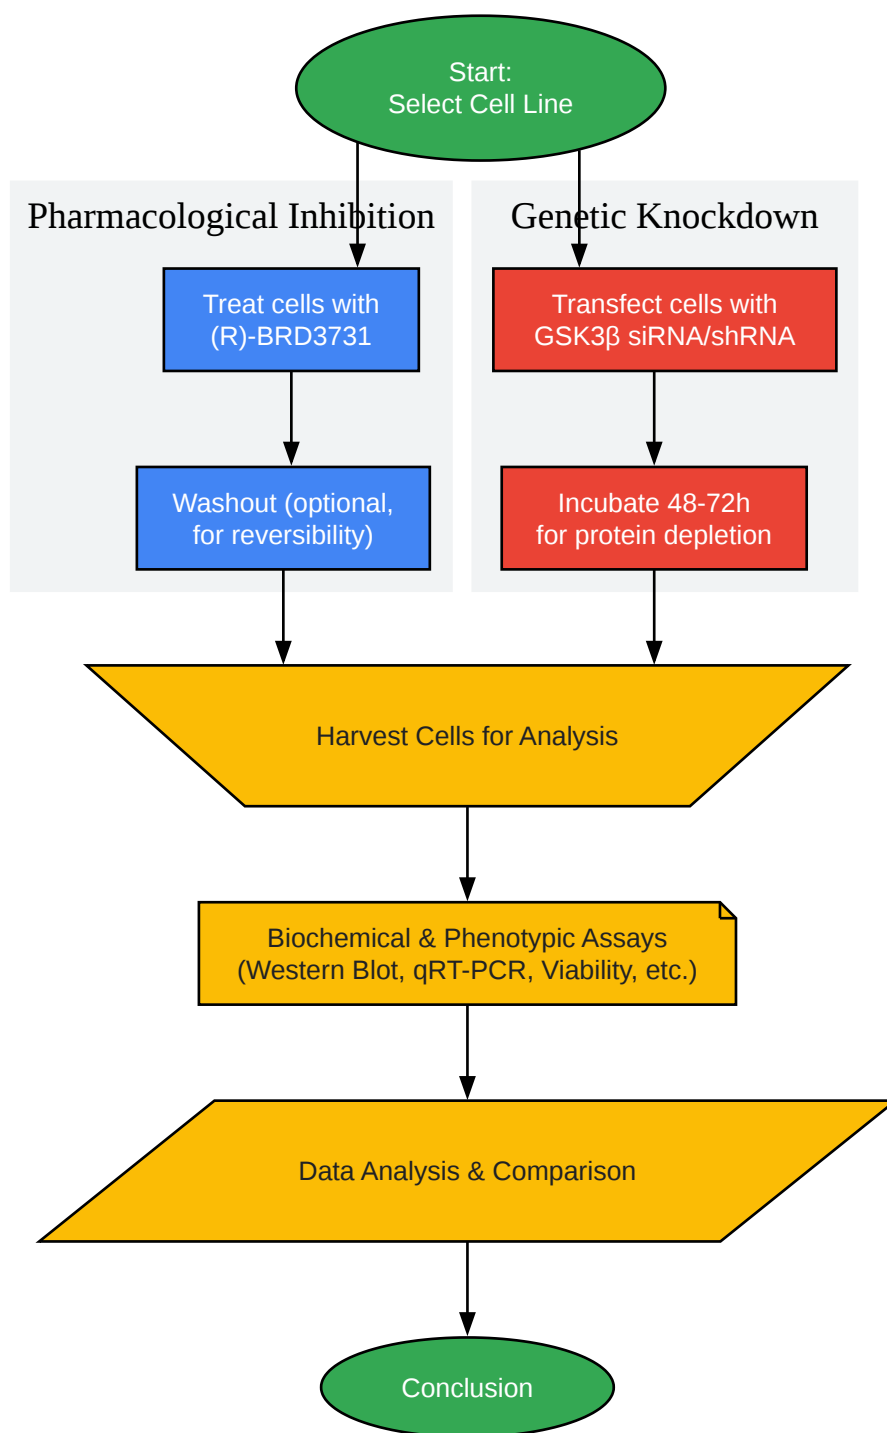 Start:
Select Cell Line
Pharmacological Inhibition
Treat cells with
(R)-BRD3731
Washout (optional,
for reversibility)
Genetic Knockdown
Transfect cells with
GSK3β siRNA/shRNA
Incubate 48-72h
for protein depletion
Harvest Cells for Analysis
Biochemical & Phenotypic Assays
(Western Blot, qRT-PCR, Viability, etc.)
Data Analysis & Comparison
Conclusion